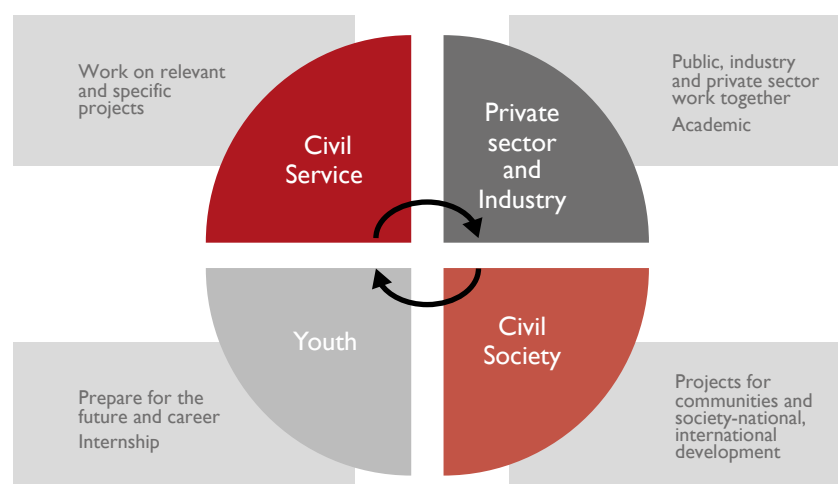 Work on relevant
and specific
projects
Civil
Service
Private
sector
and
Industry
Public, industry
and private sector
work together
Academic
Prepare for the
future and career
Internship
Youth
Civil
Society
Projects for
communities and
society-national,
international
development